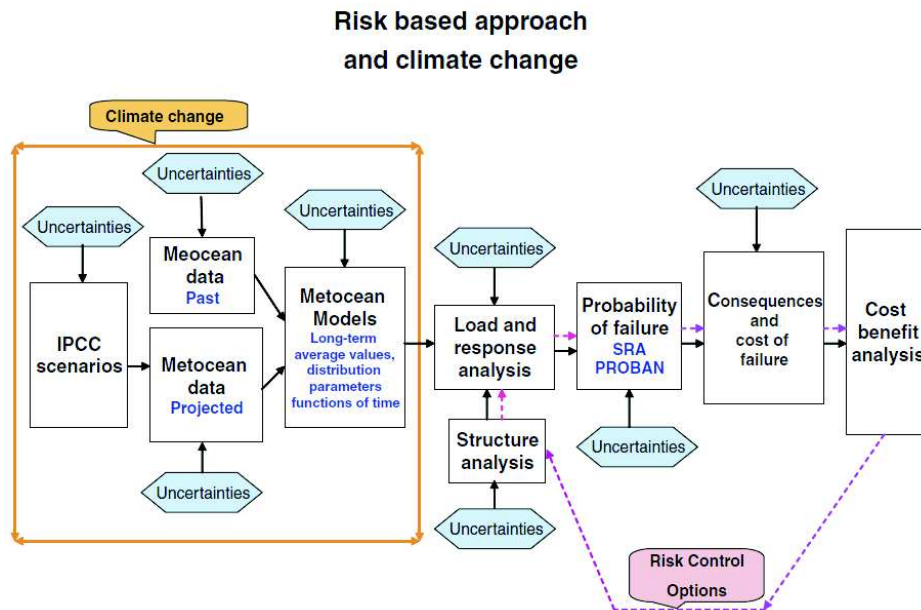 Risk based approach
and climate change
Climate change
Uncertainties
Uncertainties
Uncertainties
Uncertainties
Uncertainties
Meocean
data
Past
IPCC
scenarios
Metocean
data
Projected
Uncertainties
Metocean
Models
Long-term
average values,
distribution
parameters
functions of time
Load and
response
analysis
Structure
analysis
Uncertainties
Probability
of failure
SRA
PROBAN
Uncertainties
Consequences
and
cost of
failure
Cost
benefit
analysis
Risk Control
Options